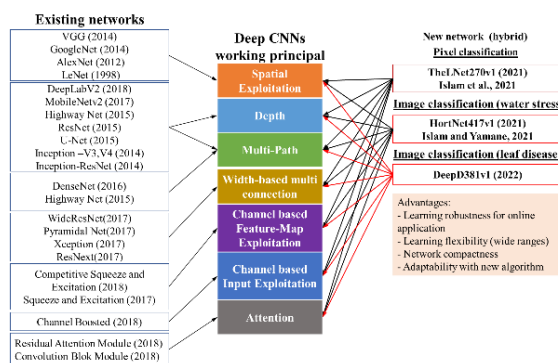 Existing networks
VGG (2014)
GoogleNet (2014)
AlexNet (2012)
LeNet (1998)
DeepLabV2 (2018)
MobileNetv2 (2017)
Highway Net (2015)
ResNet (2015)
U-Net (2015)
Inception –V3,V4 (2014)
Inception-ResNet (2014)
DenseNet (2016)
Highway Net (2015)
WideResNet(2017)
Pyramidal Net(2017)
Xception (2017)
ResNext(2017)
Competitive Squeeze and
Excitation (2018)
Squeeze and Excitation (2017)
Channel Boosted (2018)
Residual Attention Module (2018)
Convolution Blok Module (2018)
Deep CNNs
working principal
Spatial
Exploitation
Depth
Multi-Path
Width-based multi
connection
Channel based
Feature-Map
Exploitation
Channel based
Input Exploitation
Attention
New network (hybrid)
Pixel classification
TheLNet270v1 (2021)
Islam et al., 2021
Image classification (water stress)
HortNet417v1 (2021)
Islam and Yamane, 2021
Image classification (leaf disease)
DeepD381v1 (2022)
Advantages:
- Learning robustness for online
application
- Learning flexibility (wide ranges)
- Network compactness
- Adaptability with new algorithm